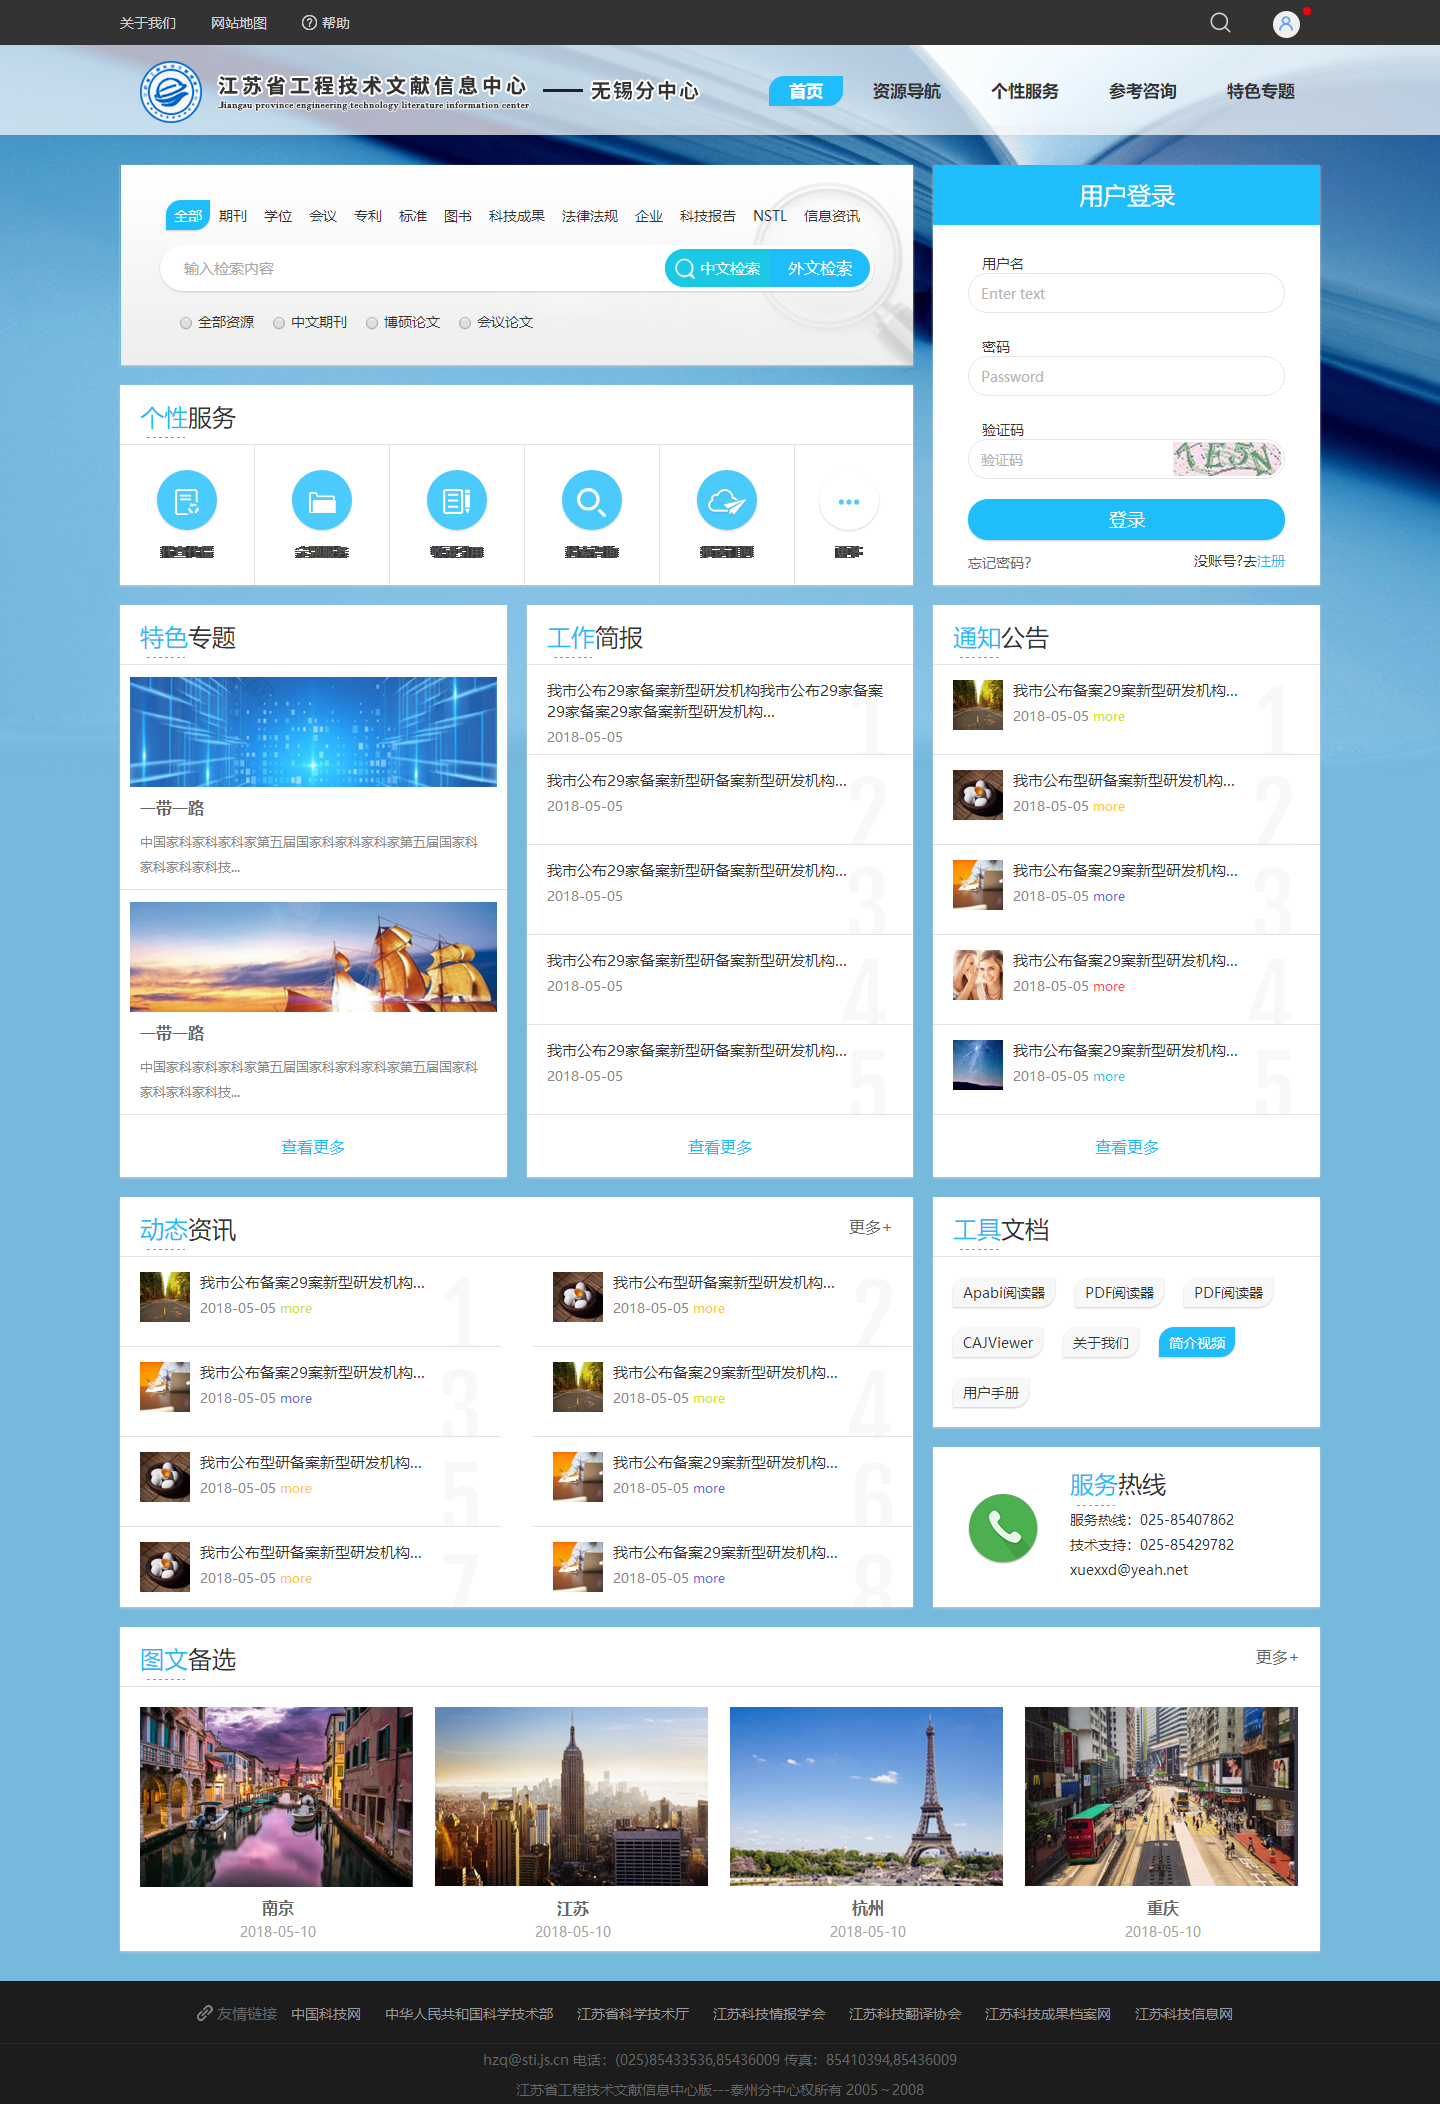 关于我们 网站地图 帮助
江苏省工程技术文献信息中心 无锡分中心
Jiangsu province engineering technology literature information center
首页 资源导航 个性服务 参考咨询 特色专题
全部 期刊 学位 会议 专利 标准 图书 科技成果 法律法规 企业 科技报告 NSTL 信息资讯
输入检索内容 中文检索 外文检索
全部资源 中文期刊 博硕论文 会议论文
用户登录
用户名
Enter text
密码
Password
验证码
验证码
登录
忘记密码? 没账号?去注册
个性服务
特色专题
一带一路
中国家科家科家科家第五届国家科家科家科家第五届国家科
家科家科家科技...
一带一路
中国家科家科家科家第五届国家科家科家科家第五届国家科
家科家科家科技...
查看更多
工作简报
我市公布29家备案新型研发机构我市公布29家备案
29家备案29家备案新型研发机构...
2018-05-05
1
我市公布29家备案新型研备案新型研发机构...
2018-05-05
2
我市公布29家备案新型研备案新型研发机构...
2018-05-05
3
我市公布29家备案新型研备案新型研发机构...
2018-05-05
4
我市公布29家备案新型研备案新型研发机构...
2018-05-05
5
查看更多
通知公告
我市公布备案29案新型研发机构...
2018-05-05 more
1
我市公布型研备案新型研发机构...
2018-05-05 more
2
我市公布备案29案新型研发机构...
2018-05-05 more
3
我市公布备案29案新型研发机构...
2018-05-05 more
4
我市公布备案29案新型研发机构...
2018-05-05 more
5
查看更多
动态资讯 更多+
我市公布备案29案新型研发机构...
2018-05-05 more
1
我市公布型研备案新型研发机构...
2018-05-05 more
2
我市公布备案29案新型研发机构...
2018-05-05 more
3
我市公布备案29案新型研发机构...
2018-05-05 more
4
我市公布型研备案新型研发机构...
2018-05-05 more
5
我市公布备案29案新型研发机构...
2018-05-05 more
6
我市公布型研备案新型研发机构...
2018-05-05 more
7
我市公布备案29案新型研发机构...
2018-05-05 more
8
工具文档
Apabi阅读器 PDF阅读器 PDF阅读器
CAJViewer 关于我们 简介视频
用户手册
服务热线
服务热线：025-85407862
技术支持：025-85429782
xuexxd@yeah.net
图文备选 更多+
南京
2018-05-10
江苏
2018-05-10
杭州
2018-05-10
重庆
2018-05-10
友情链接 中国科技网 中华人民共和国科学技术部 江苏省科学技术厅 江苏科技情报学会 江苏科技翻译协会 江苏科技成果档案网 江苏科技信息网
hzq@sti.js.cn 电话：(025)85433536,85436009 传真：85410394,85436009
江苏省工程技术文献信息中心版---泰州分中心权所有 2005～2008